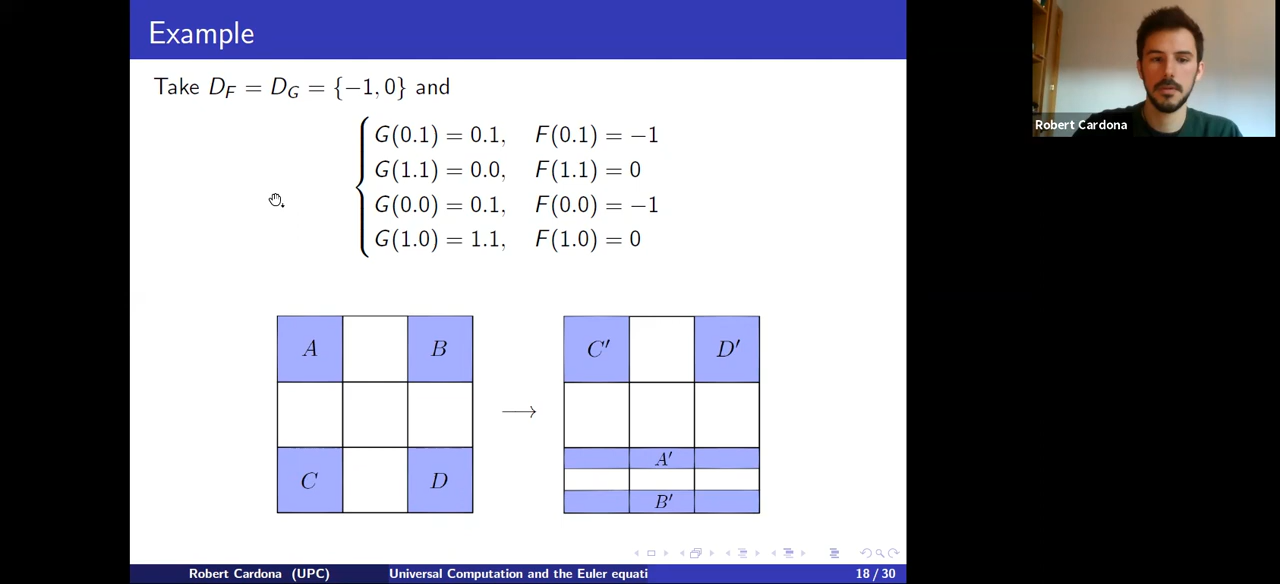 Example
Take D_F = D_G = {−1, 0} and
G(0.1) = 0.1, F(0.1) = −1
G(1.1) = 0.0, F(1.1) = 0
G(0.0) = 0.1, F(0.0) = −1
G(1.0) = 1.1, F(1.0) = 0
A B
C D
→
C′ D′
A′
B′
Robert Cardona (UPC) Universal Computation and the Euler equati 18 / 30
Robert Cardona